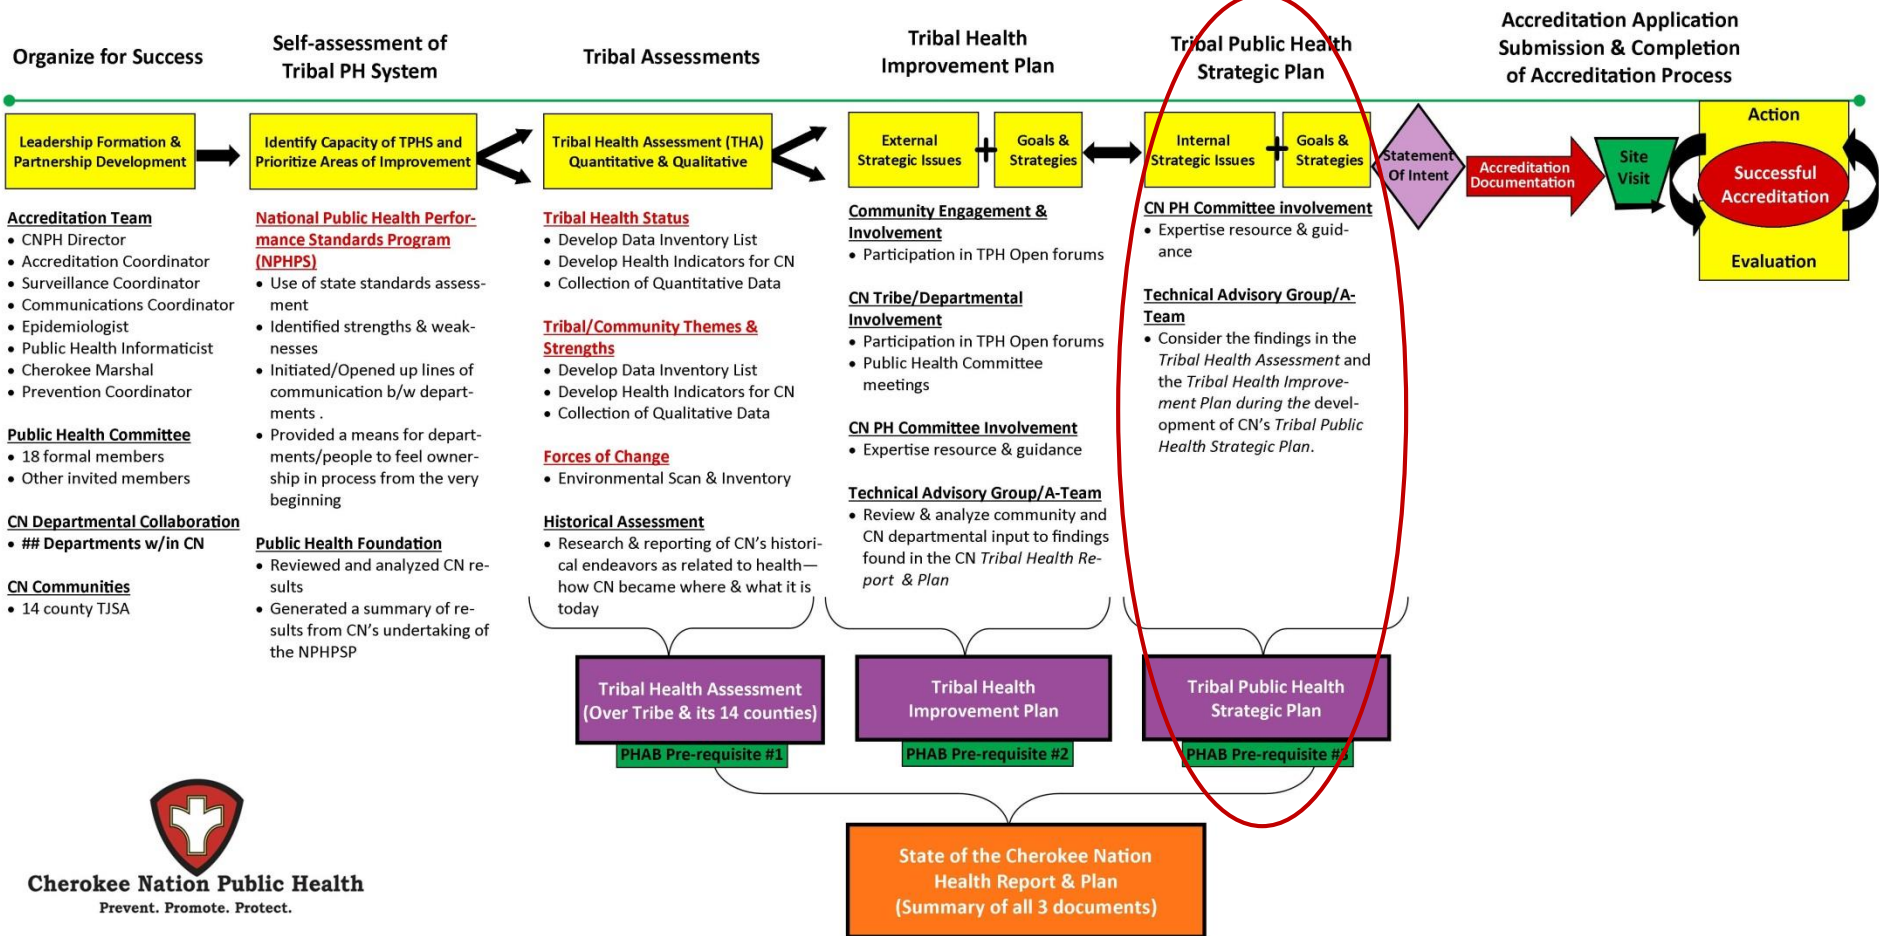 Organize for Success
Self-assessment of
Tribal PH System
Tribal Assessments
Tribal Health
Improvement Plan
Tribal Public Health
Strategic Plan
Accreditation Application
Submission & Completion
of Accreditation Process
Leadership Formation &
Partnership Development
Identify Capacity of TPHS and
Prioritize Areas of Improvement
Tribal Health Assessment (THA)
Quantitative & Qualitative
External
Strategic Issues
+
Goals &
Strategies
Internal
Strategic Issues
+
Goals &
Strategies
Statement
Of Intent
Accreditation
Documentation
Site
Visit
Action
Successful
Accreditation
Evaluation
Accreditation Team
• CNPH Director
• Accreditation Coordinator
• Surveillance Coordinator
• Communications Coordinator
• Epidemiologist
• Public Health Informaticist
• Cherokee Marshal
• Prevention Coordinator
Public Health Committee
• 18 formal members
• Other invited members
CN Departmental Collaboration
• ## Departments w/in CN
CN Communities
• 14 county TJSA
National Public Health Perfor-
mance Standards Program
(NPHPS)
• Use of state standards assess-
ment
• Identified strengths & weak-
nesses
• Initiated/Opened up lines of
communication b/w depart-
ments .
• Provided a means for depart-
ments/people to feel owner-
ship in process from the very
beginning
Public Health Foundation
• Reviewed and analyzed CN re-
sults
• Generated a summary of re-
sults from CN's undertaking of
the NPHPSP
Tribal Health Status
• Develop Data Inventory List
• Develop Health Indicators for CN
• Collection of Quantitative Data
Tribal/Community Themes &
Strengths
• Develop Data Inventory List
• Develop Health Indicators for CN
• Collection of Qualitative Data
Forces of Change
• Environmental Scan & Inventory
Historical Assessment
• Research & reporting of CN's histori-
cal endeavors as related to health—
how CN became where & what it is
today
Community Engagement &
Involvement
• Participation in TPH Open forums
CN Tribe/Departmental
Involvement
• Participation in TPH Open forums
• Public Health Committee
meetings
CN PH Committee Involvement
• Expertise resource & guidance
Technical Advisory Group/A-Team
• Review & analyze community and
CN departmental input to findings
found in the CN Tribal Health Re-
port & Plan
CN PH Committee involvement
• Expertise resource & guid-
ance
Technical Advisory Group/A-
Team
• Consider the findings in the
Tribal Health Assessment and
the Tribal Health Improve-
ment Plan during the devel-
opment of CN's Tribal Public
Health Strategic Plan.
Tribal Health Assessment
(Over Tribe & its 14 counties)
PHAB Pre-requisite #1
Tribal Health
Improvement Plan
PHAB Pre-requisite #2
Tribal Public Health
Strategic Plan
PHAB Pre-requisite #3
State of the Cherokee Nation
Health Report & Plan
(Summary of all 3 documents)
Cherokee Nation Public Health
Prevent. Promote. Protect.